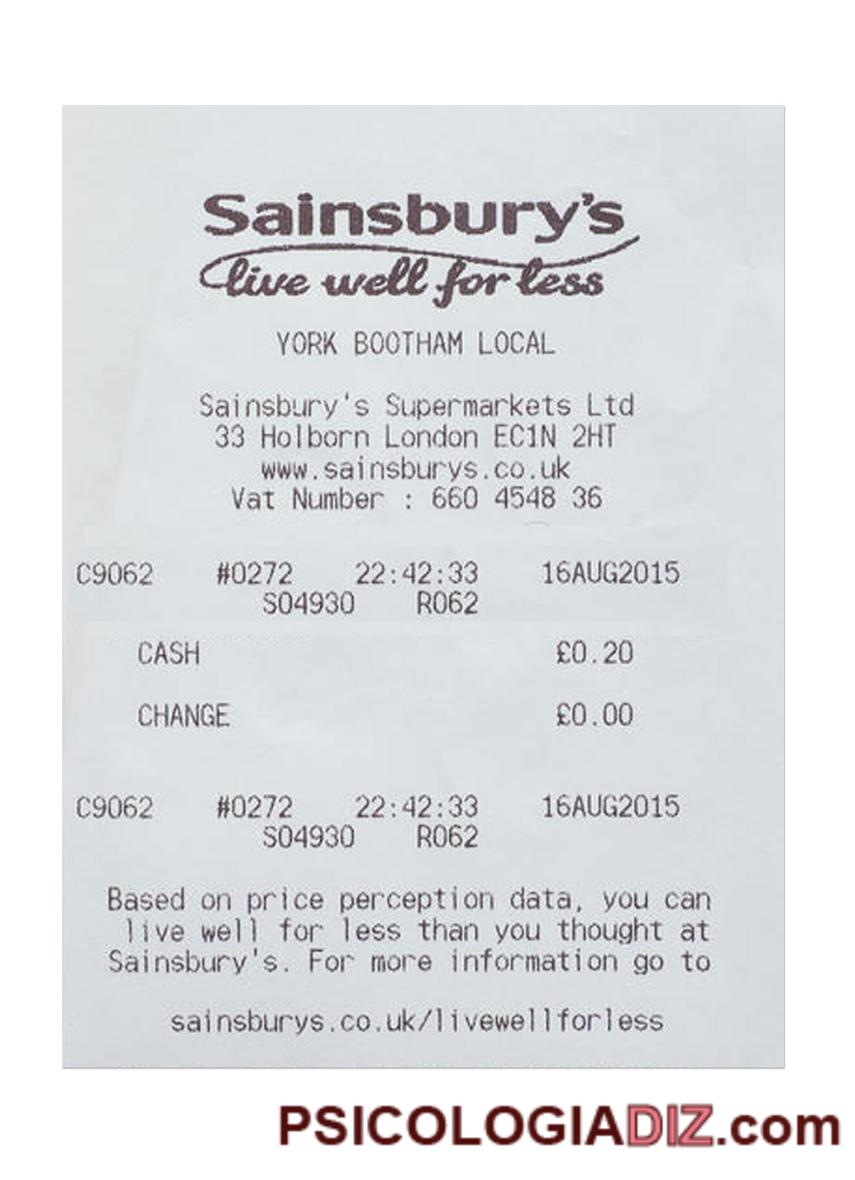 Sainsbury's
live well for less
YORK BOOTHAM LOCAL
Sainsbury's Supermarkets Ltd
33 Holborn London EC1N 2HT
www.sainsburys.co.uk
Vat Number : 660 4548 36
C9062 #0272 22:42:33 16AUG2015
S04930 R062
CASH £0.20
CHANGE £0.00
C9062 #0272 22:42:33 16AUG2015
S04930 R062
Based on price perception data, you can
live well for less than you thought at
Sainsbury's. For more information go to
sainsburys.co.uk/livewellforless
PSICOLOGIADIZ.com